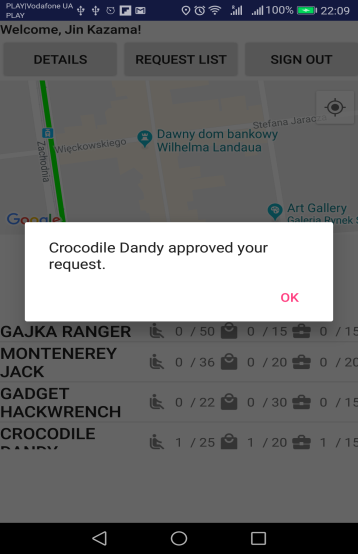 PLAY|Vodafone UA
PLAY
100%
22:09
Welcome, Jin Kazama!
DETAILS
REQUEST LIST
SIGN OUT
Stefana Jarac
Dawny dom bankowy
Wilhelma Landaua
Więckowskiego
Zachodnia
Art Gallery
Galeria Rynek S
Google
Crocodile Dandy approved your
request.
OK
GAJKA RANGER 0 / 50 0 / 15 0 / 15
MONTENEREY
JACK 0 / 36 0 / 20 0 / 20
GADGET
HACKWRENCH 0 / 22 0 / 30 0 / 15
CROCODILE
DANDY 1 / 25 1 / 20 1 / 15